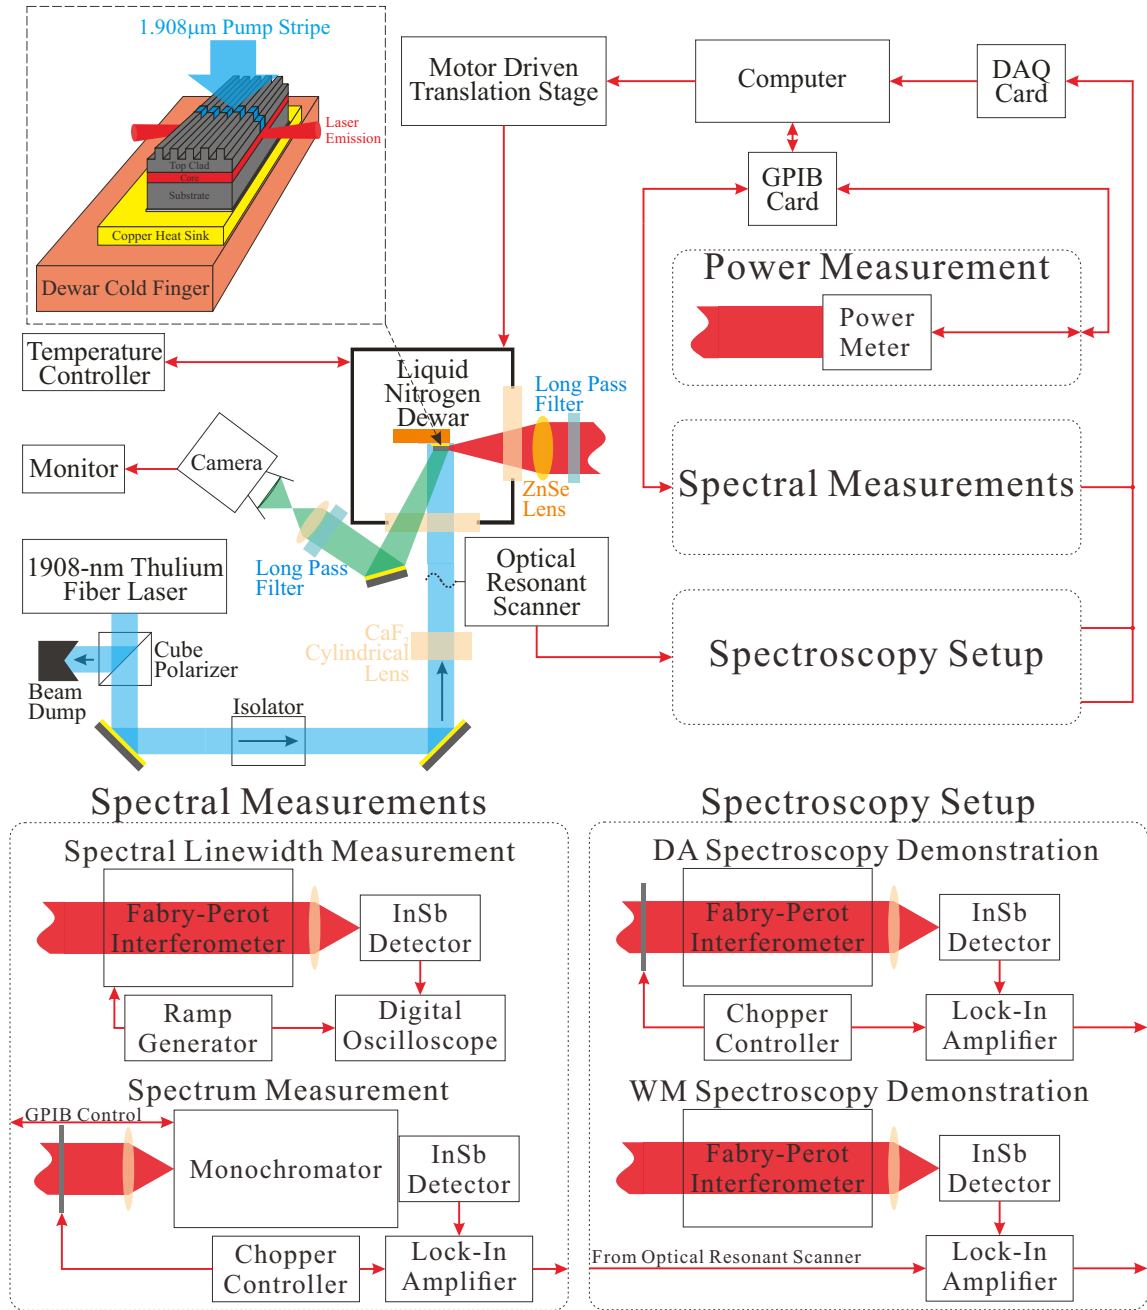 1.908μm Pump Stripe
Laser
Emission
Top Clad
Core
Substrate
Copper Heat Sink
Dewar Cold Finger
Motor Driven
Translation Stage
Computer
DAQ
Card
GPIB
Card
Power Measurement
Power
Meter
Temperature
Controller
Liquid
Nitrogen
Dewar
Long Pass
Filter
ZnSe
Lens
Camera
Monitor
Long Pass
Filter
Optical
Resonant
Scanner
Spectral Measurements
Spectroscopy Setup
1908-nm Thulium
Fiber Laser
Cube
Polarizer
Beam
Dump
Isolator
CaF2
Cylindrical
Lens
Spectral Measurements
Spectral Linewidth Measurement
Fabry-Perot
Interferometer
InSb
Detector
Ramp
Generator
Digital
Oscilloscope
Spectrum Measurement
GPIB Control
Monochromator
InSb
Detector
Chopper
Controller
Lock-In
Amplifier
Spectroscopy Setup
DA Spectroscopy Demonstration
Fabry-Perot
Interferometer
InSb
Detector
Chopper
Controller
Lock-In
Amplifier
WM Spectroscopy Demonstration
Fabry-Perot
Interferometer
InSb
Detector
From Optical Resonant Scanner
Lock-In
Amplifier